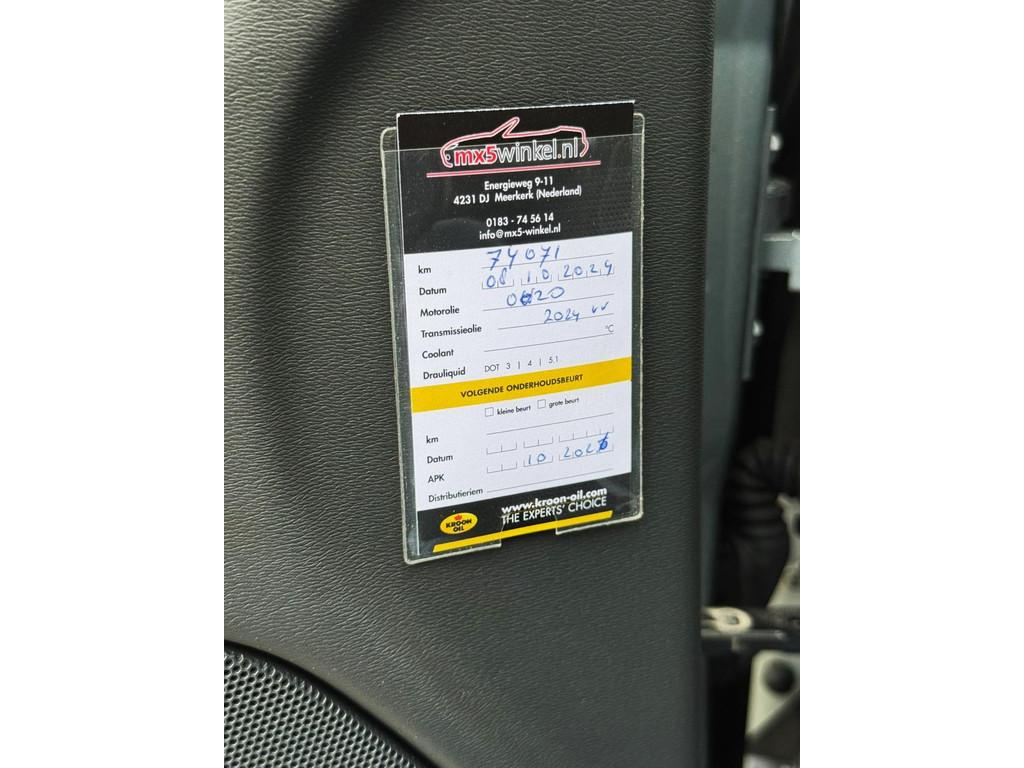 mx5winkel.nl
Energieweg 9-11
4231 DJ Meerkerk (Nederland)
0183 - 74 56 14
info@mx5-winkel.nl
km 74071
Datum 08 10 2024
Motorolie 0W20
Transmissieolie 2024 vv
Coolant °C
Drauliquid DOT 3 | 4 | 5.1
VOLGENDE ONDERHOUDSBEURT
kleine beurt grote beurt
km
Datum
APK 10 2026
Distributieriem
KROON OIL
www.kroon-oil.com
THE EXPERTS' CHOICE